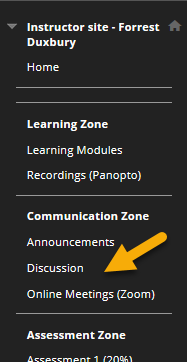 Instructor site - Forrest
Duxbury
Home
Learning Zone
Learning Modules
Recordings (Panopto)
Communication Zone
Announcements
Discussion
Online Meetings (Zoom)
Assessment Zone
Assessment 1 (20%)